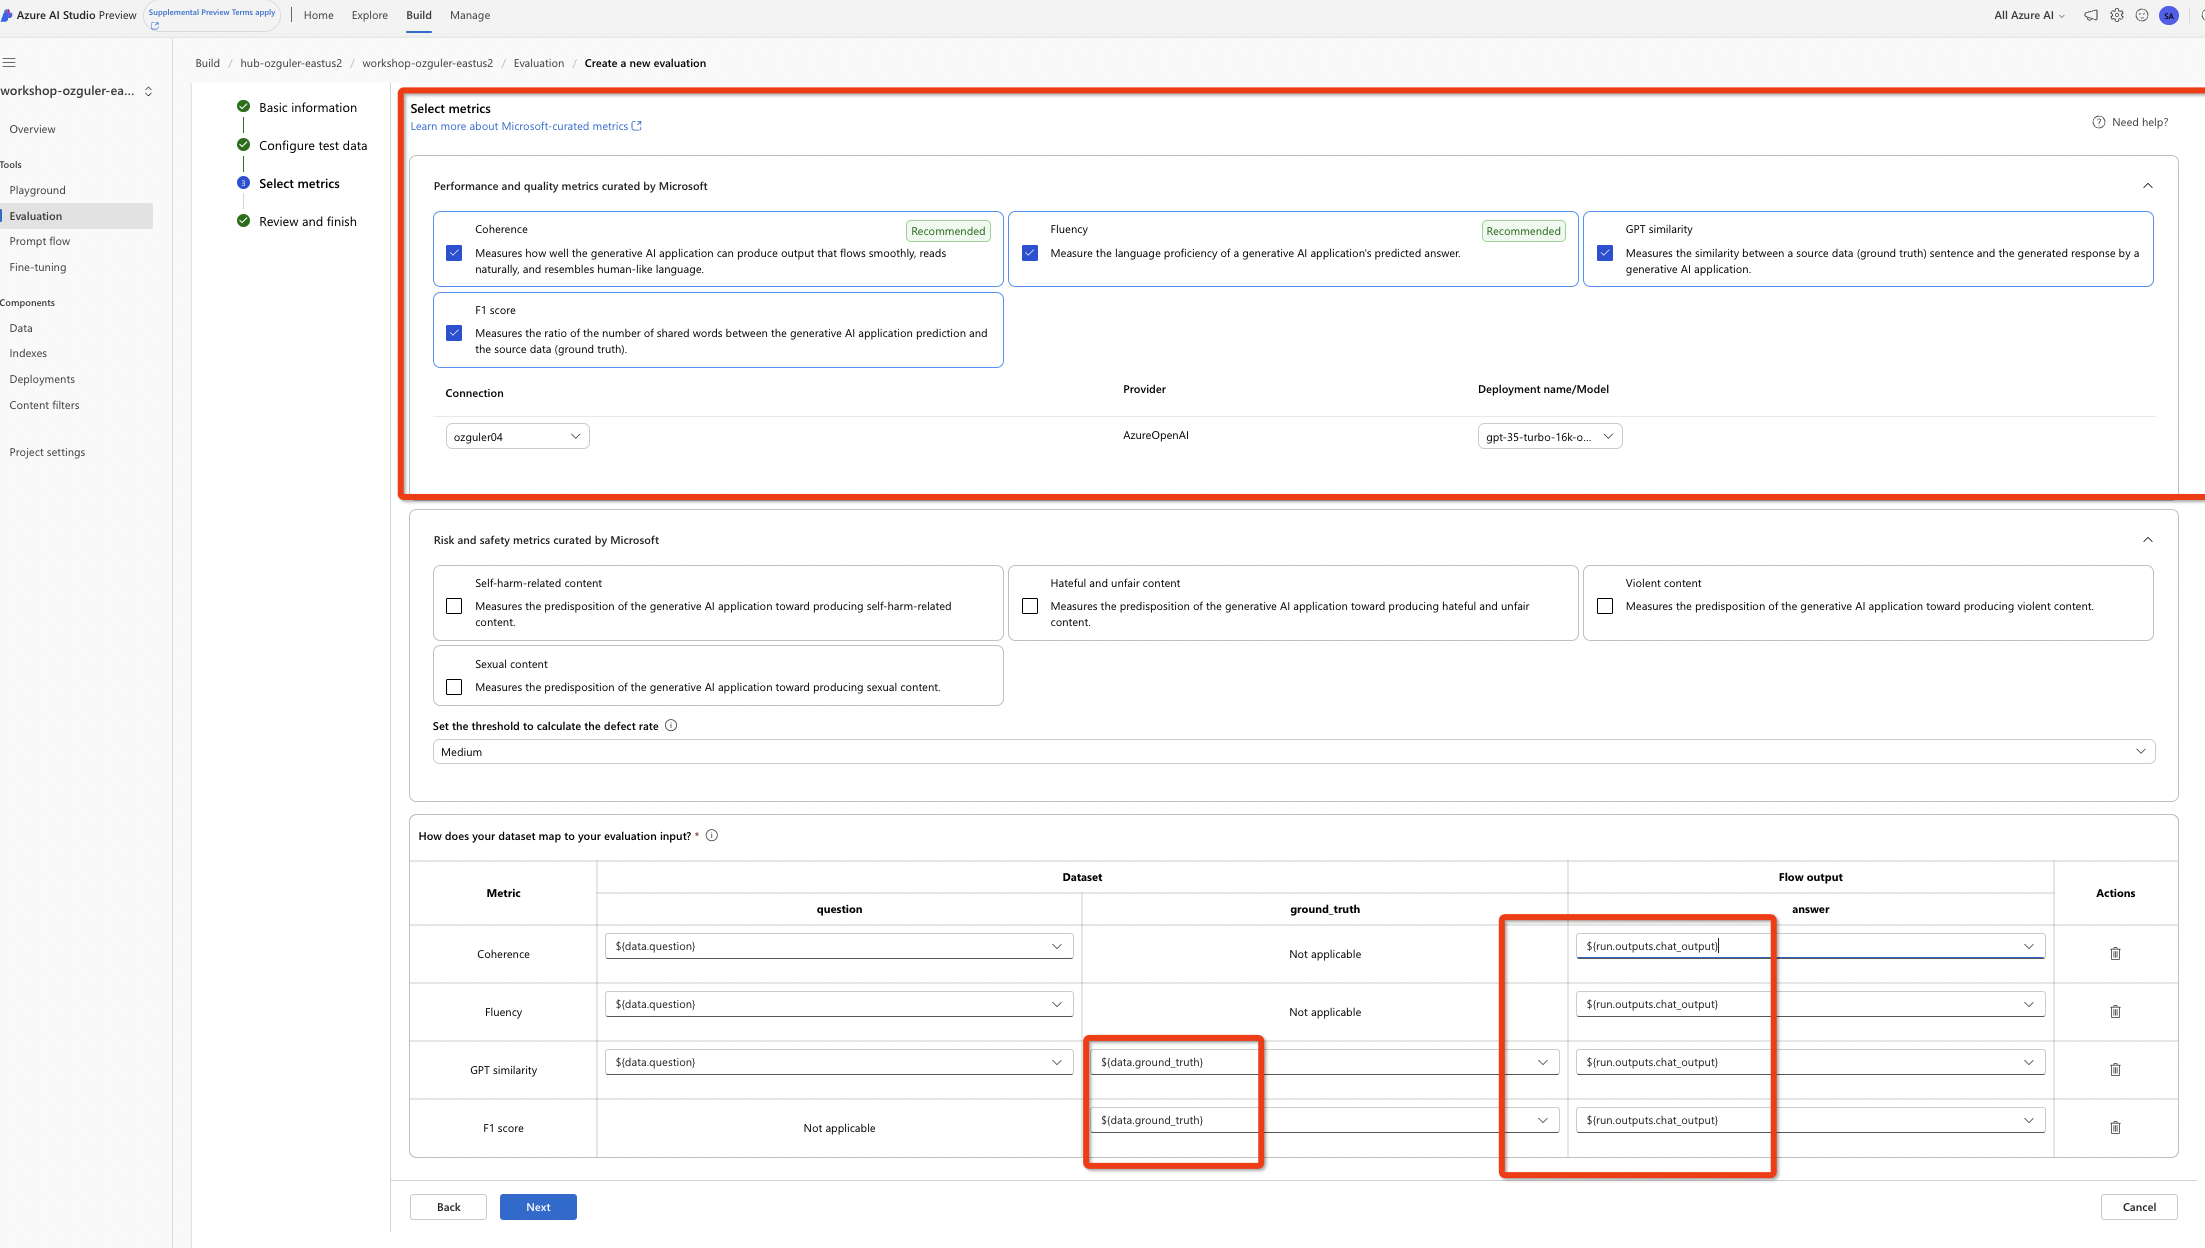 Azure AI Studio Preview
Supplemental Preview Terms apply
Home
Explore
Build
Manage
All Azure AI
SA
Build / hub-ozguler-eastus2 / workshop-ozguler-eastus2 / Evaluation / Create a new evaluation
workshop-ozguler-ea...
Overview
Tools
Playground
Evaluation
Prompt flow
Fine-tuning
Components
Data
Indexes
Deployments
Content filters
Project settings
Basic information
Configure test data
3
Select metrics
Review and finish
Select metrics
Learn more about Microsoft-curated metrics
Need help?
Performance and quality metrics curated by Microsoft
Coherence
Recommended
Measures how well the generative AI application can produce output that flows smoothly, reads
naturally, and resembles human-like language.
Fluency
Recommended
Measure the language proficiency of a generative AI application's predicted answer.
GPT similarity
Measures the similarity between a source data (ground truth) sentence and the generated response by a
generative AI application.
F1 score
Measures the ratio of the number of shared words between the generative AI application prediction and
the source data (ground truth).
Connection
Provider
Deployment name/Model
ozguler04
AzureOpenAI
gpt-35-turbo-16k-o...
Risk and safety metrics curated by Microsoft
Self-harm-related content
Measures the predisposition of the generative AI application toward producing self-harm-related
content.
Hateful and unfair content
Measures the predisposition of the generative AI application toward producing hateful and unfair
content.
Violent content
Measures the predisposition of the generative AI application toward producing violent content.
Sexual content
Measures the predisposition of the generative AI application toward producing sexual content.
Set the threshold to calculate the defect rate
Medium
How does your dataset map to your evaluation input? *
Metric
Dataset
Flow output
Actions
question
ground_truth
answer
Coherence
${data.question}
Not applicable
${run.outputs.chat_output}
Fluency
${data.question}
Not applicable
${run.outputs.chat_output}
GPT similarity
${data.question}
${data.ground_truth}
${run.outputs.chat_output}
F1 score
Not applicable
${data.ground_truth}
${run.outputs.chat_output}
Back
Next
Cancel